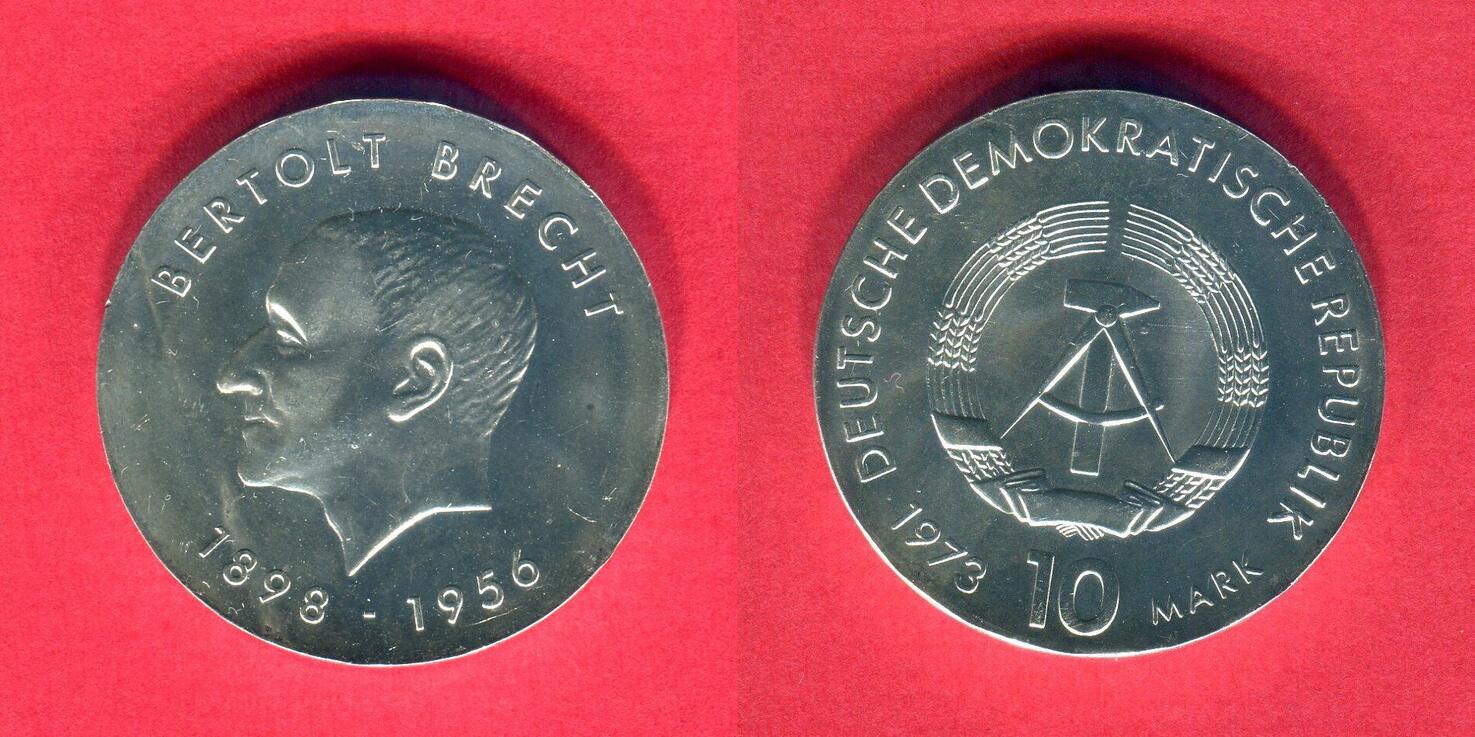 BERTOLT BRECHT
1898 - 1956
DEUTSCHE DEMOKRATISCHE REPUBLIK
1973 10 MARK